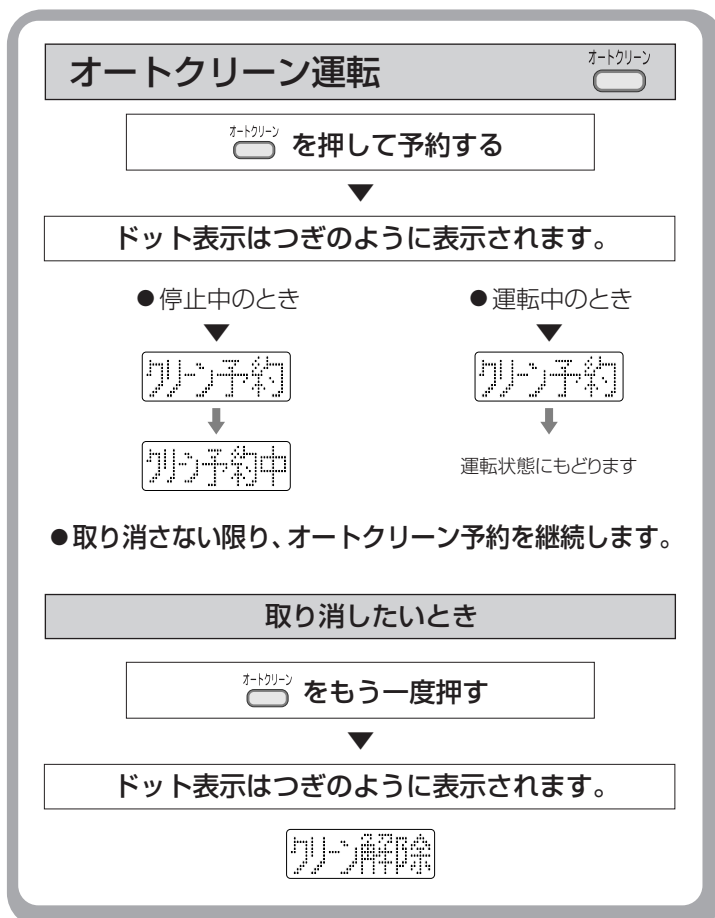 オートクリーン運転
オートクリーン
オートクリーン を押して予約する
▼
ドット表示はつぎのように表示されます。
●停止中のとき
▼
クリーン予約
クリーン予約中
●運転中のとき
▼
クリーン予約
運転状態にもどります
●取り消さない限り、オートクリーン予約を継続します。
取り消したいとき
オートクリーン をもう一度押す
▼
ドット表示はつぎのように表示されます。
クリーン解除